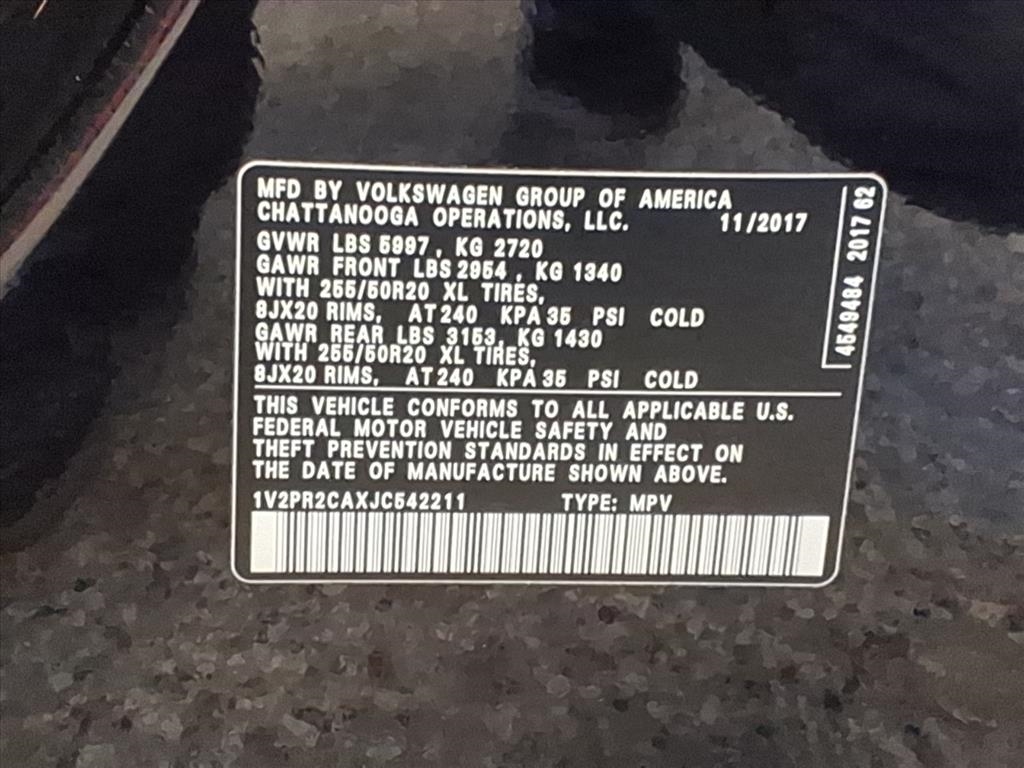 MFD BY VOLKSWAGEN GROUP OF AMERICA
CHATTANOOGA OPERATIONS, LLC. 11/2017
GVWR LBS 5997, KG 2720
GAWR FRONT LBS 2954, KG 1340
WITH 255/50R20 XL TIRES,
8JX20 RIMS, AT 240 KPA 35 PSI COLD
GAWR REAR LBS 3153, KG 1430
WITH 255/50R20 XL TIRES,
8JX20 RIMS, AT 240 KPA 35 PSI COLD
THIS VEHICLE CONFORMS TO ALL APPLICABLE U.S.
FEDERAL MOTOR VEHICLE SAFETY AND
THEFT PREVENTION STANDARDS IN EFFECT ON
THE DATE OF MANUFACTURE SHOWN ABOVE.
1V2PR2CAXJC542211 TYPE: MPV
4549484 2017 62